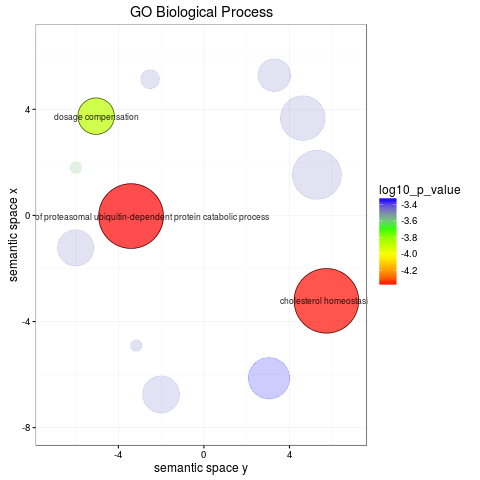 GO Biological Process
4
0
-4
-8
dosage compensation
of proteasomal ubiquitin-dependent protein catabolic process
cholesterol homeostasi
semantic space x
-4
0
4
semantic space y
log10_p_value
-3.4
-3.6
-3.8
-4.0
-4.2